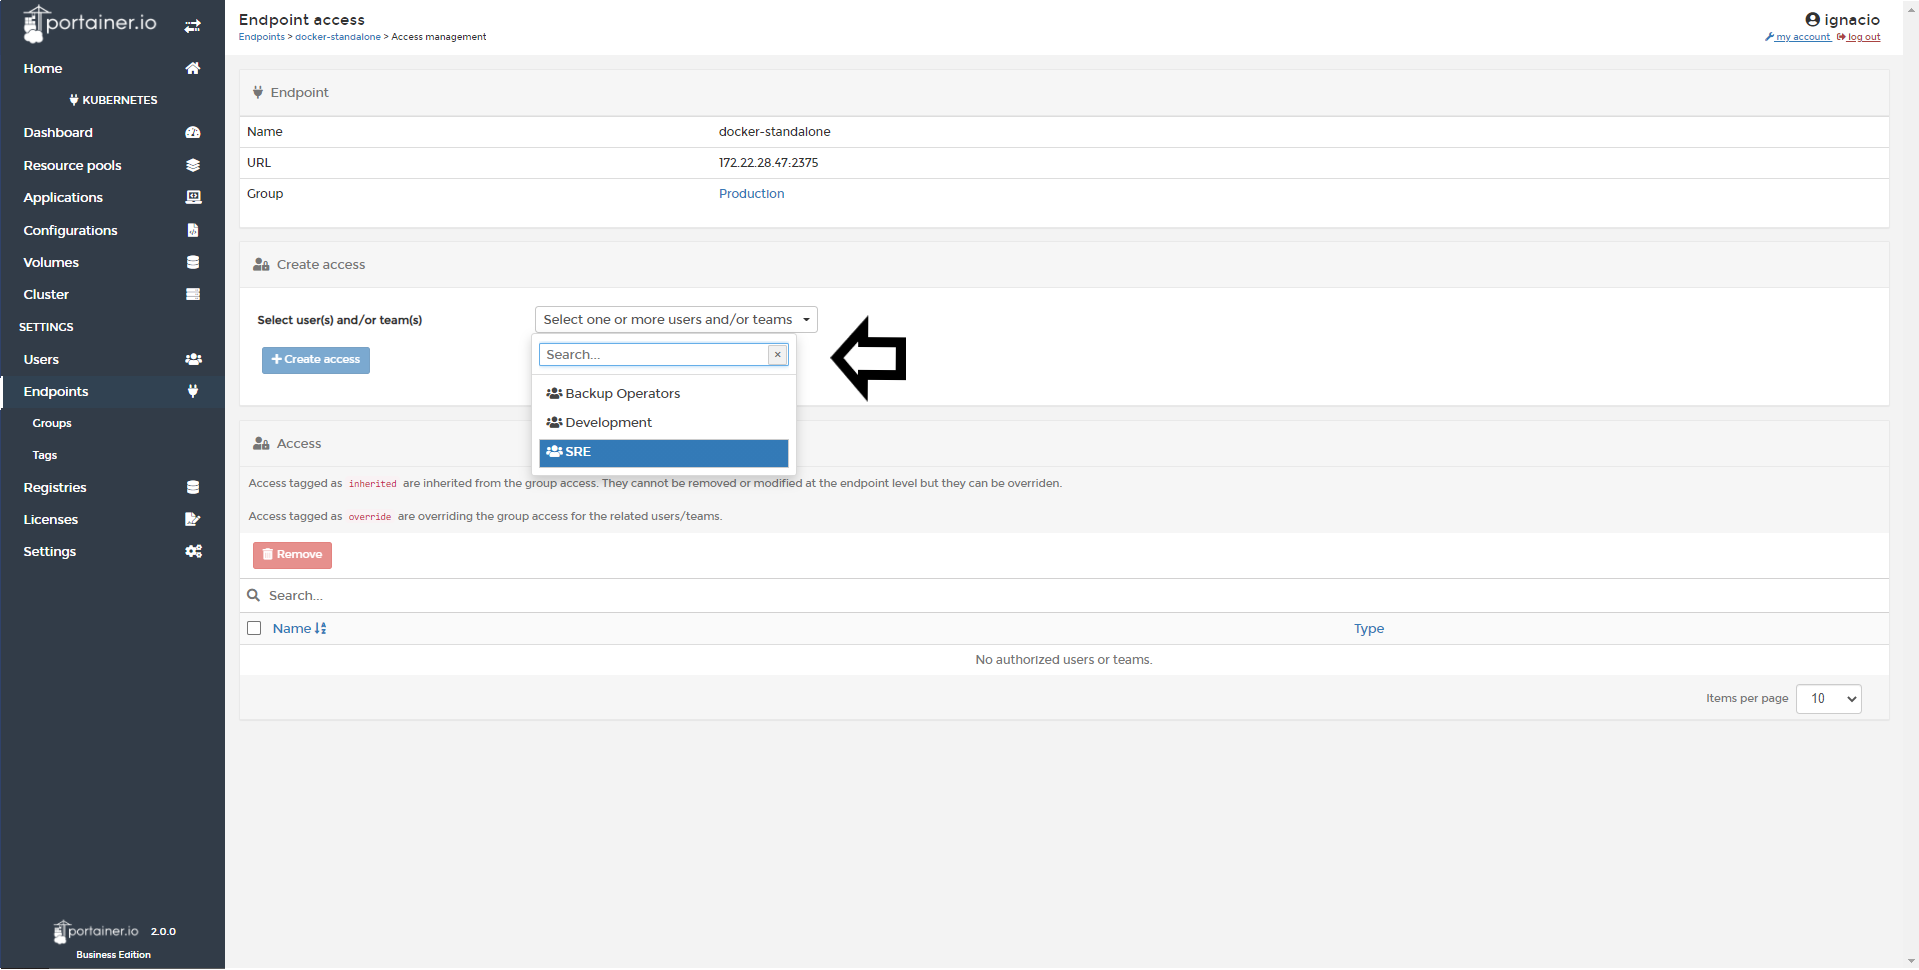 portainer.io
Home
KUBERNETES
Dashboard
Resource pools
Applications
Configurations
Volumes
Cluster
SETTINGS
Users
Endpoints
Groups
Tags
Registries
Licenses
Settings
portainer.io 2.0.0
Business Edition
Endpoint access
Endpoints > docker-standalone > Access management
ignacio
my account log out
Endpoint
Name docker-standalone
URL 172.22.28.47:2375
Group Production
Create access
Select user(s) and/or team(s) Select one or more users and/or teams
Search... ×
+ Create access
Backup Operators
Development
SRE
Access
Access tagged as inherited are inherited from the group access. They cannot be removed or modified at the endpoint level but they can be overriden.
Access tagged as override are overriding the group access for the related users/teams.
Remove
Search...
Name Type
No authorized users or teams.
Items per page 10